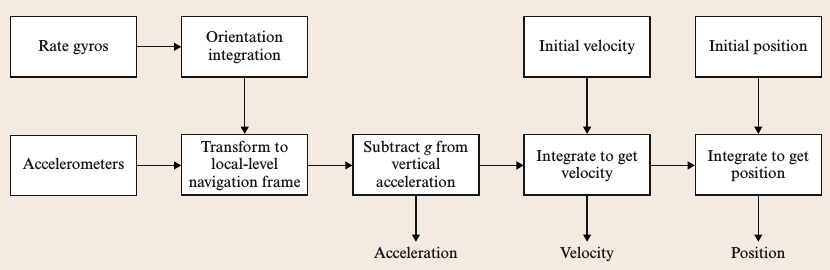 Rate gyros
Orientation
integration
Initial velocity
Initial position
Accelerometers
Transform to
local-level
navigation frame
Subtract g from
vertical
acceleration
Integrate to get
velocity
Integrate to get
position
Acceleration
Velocity
Position